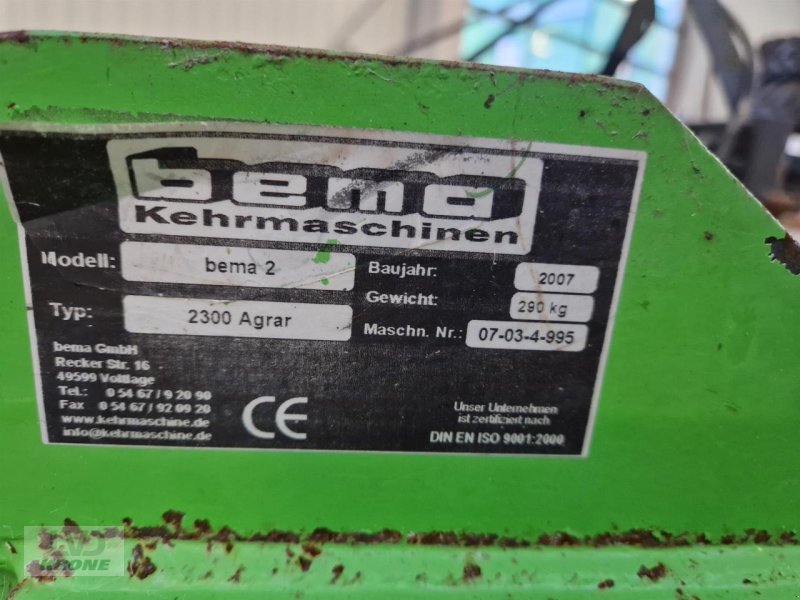 bema
Kehrmaschinen
Modell: bema 2
Typ: 2300 Agrar
Baujahr: 2007
Gewicht: 290 kg
Maschn. Nr.: 07-03-4-995
bema GmbH
Recker Str. 16
49599 Voltlage
Tel.: 0 54 67/9 20 90
Fax 0 54 67/ 92 09 20
www.kehrmaschine.de
info@kehrmaschine.de
CE
Unser Unternehmen
ist zertifiziert nach
DIN EN ISO 9001:2000
KRONE